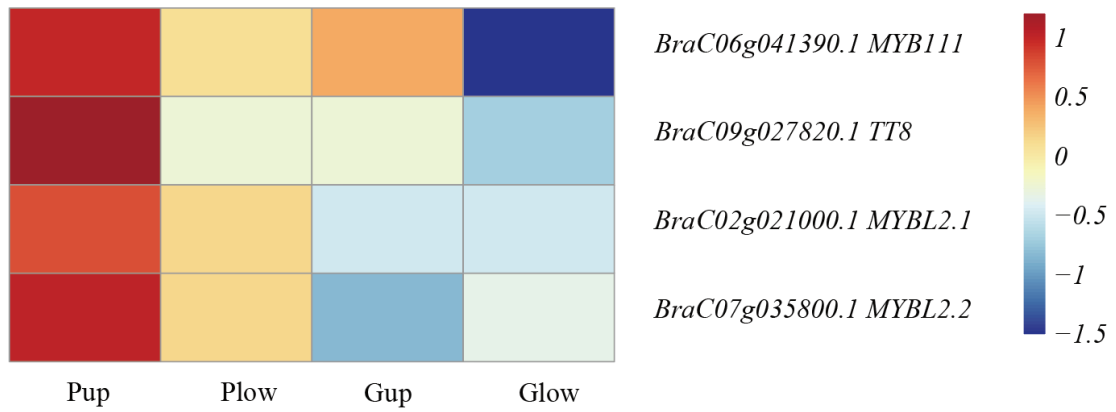 BraC06g041390.1 MYB111
BraC09g027820.1 TT8
BraC02g021000.1 MYBL2.1
BraC07g035800.1 MYBL2.2
1
0.5
0
−0.5
−1
−1.5
Pup Plow Gup Glow